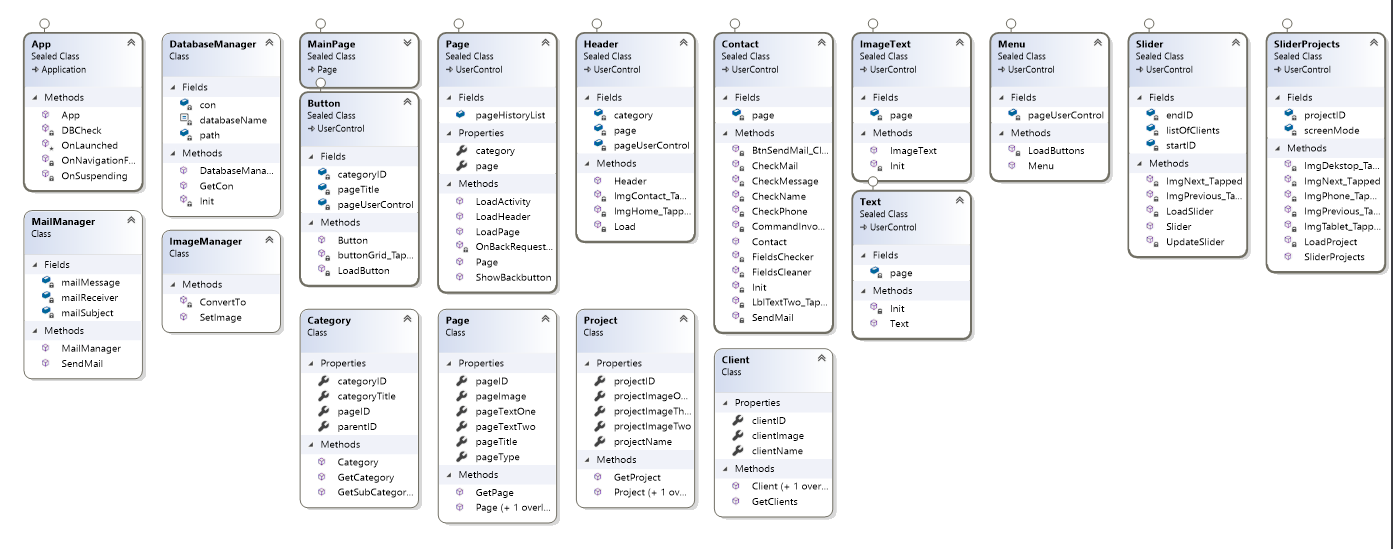 App
Sealed Class
Application
Methods
App
DBCheck
OnLaunched
OnNavigationF...
OnSuspending
MailManager
Class
Fields
mailMessage
mailReceiver
mailSubject
Methods
MailManager
SendMail
DatabaseManager
Class
Fields
con
databaseName
path
Methods
DatabaseMana...
GetCon
Init
ImageManager
Class
Methods
ConvertTo
SetImage
MainPage
Sealed Class
Page
Button
Sealed Class
UserControl
Fields
categoryID
pageTitle
pageUserControl
Methods
Button
buttonGrid_Tap...
LoadButton
Category
Class
Properties
categoryID
categoryTitle
pageID
parentID
Methods
Category
GetCategory
GetSubCategor...
Page
Sealed Class
UserControl
Fields
pageHistoryList
Properties
category
page
Methods
LoadActivity
LoadHeader
LoadPage
OnBackRequest...
Page
ShowBackbutton
Page
Class
Properties
pageID
pageImage
pageTextOne
pageTextTwo
pageTitle
pageType
Methods
GetPage
Page (+ 1 overl...
Header
Sealed Class
UserControl
Fields
category
page
pageUserControl
Methods
Header
ImgContact_Ta...
ImgHome_Tapp...
Load
Project
Class
Properties
projectID
projectImageO...
projectImageTh...
projectImageTwo
projectName
Methods
GetProject
Project (+ 1 ov...
Contact
Sealed Class
UserControl
Fields
page
Methods
BtnSendMail_Cl...
CheckMail
CheckMessage
CheckName
CheckPhone
CommandInvo...
Contact
FieldsChecker
FieldsCleaner
Init
LblTextTwo_Tap...
SendMail
Client
Class
Properties
clientID
clientImage
clientName
Methods
Client (+ 1 over...
GetClients
ImageText
Sealed Class
UserControl
Fields
page
Methods
ImageText
Init
Text
Sealed Class
UserControl
Fields
page
Methods
Init
Text
Menu
Sealed Class
UserControl
Fields
pageUserControl
Methods
LoadButtons
Menu
Slider
Sealed Class
UserControl
Fields
endID
listOfClients
startID
Methods
ImgNext_Tapped
ImgPrevious_Ta...
LoadSlider
Slider
UpdateSlider
SliderProjects
Sealed Class
UserControl
Fields
projectID
screenMode
Methods
ImgDekstop_Ta...
ImgNext_Tapped
ImgPhone_Tap...
ImgPrevious_Ta...
ImgTablet_Tapp...
LoadProject
SliderProjects